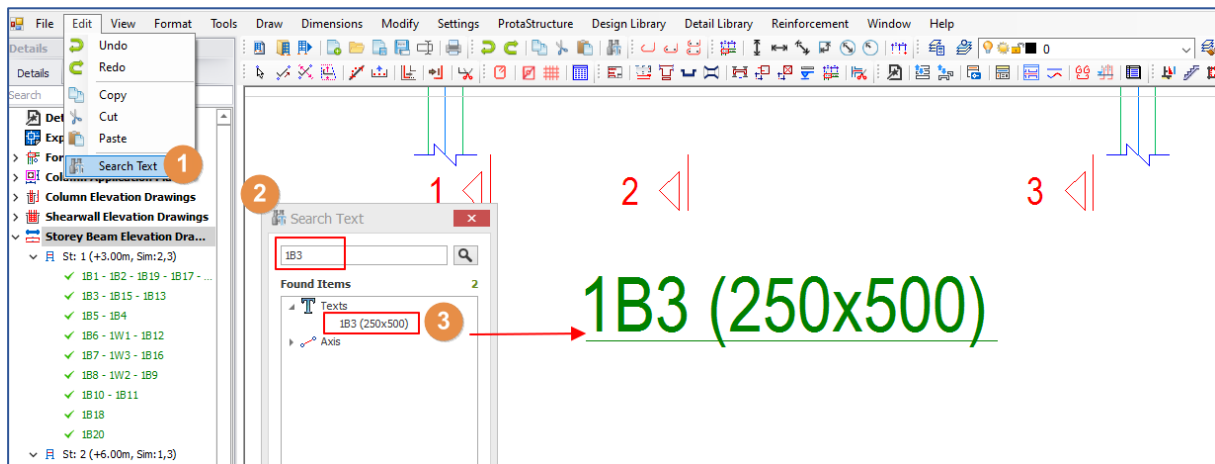 File Edit View Format Tools Draw Dimensions Modify Settings ProtaStructure Design Library Detail Library Reinforcement Window Help
Details
Undo
0
Details
Redo
Search
Copy
Cut
Paste
Search Text
1
Column Elevation Drawings
Shearwall Elevation Drawings
Storey Beam Elevation Dra...
St: 1 (+3.00m, Sim:2,3)
1B1 - 1B2 - 1B19 - 1B17 - ...
1B3 - 1B15 - 1B13
1B5 - 1B4
1B6 - 1W1 - 1B12
1B7 - 1W3 - 1B16
1B8 - 1W2 - 1B9
1B10 - 1B11
1B18
1B20
St: 2 (+6.00m, Sim:1,3)
2
Search Text
1B3
Found Items 2
Texts
1B3 (250x500)
3
Axis
1
2
3
1B3 (250x500)